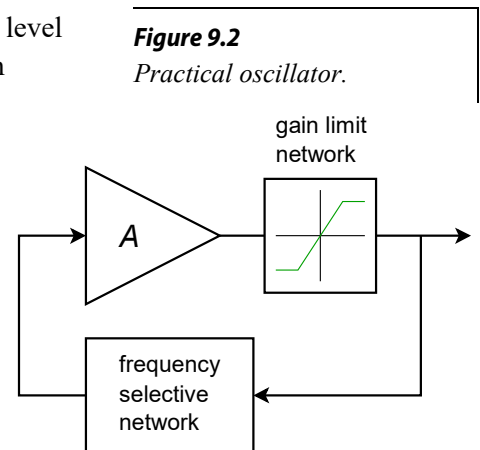 level
n
Figure 9.2
Practical oscillator.
gain limit
network
A
frequency
selective
network